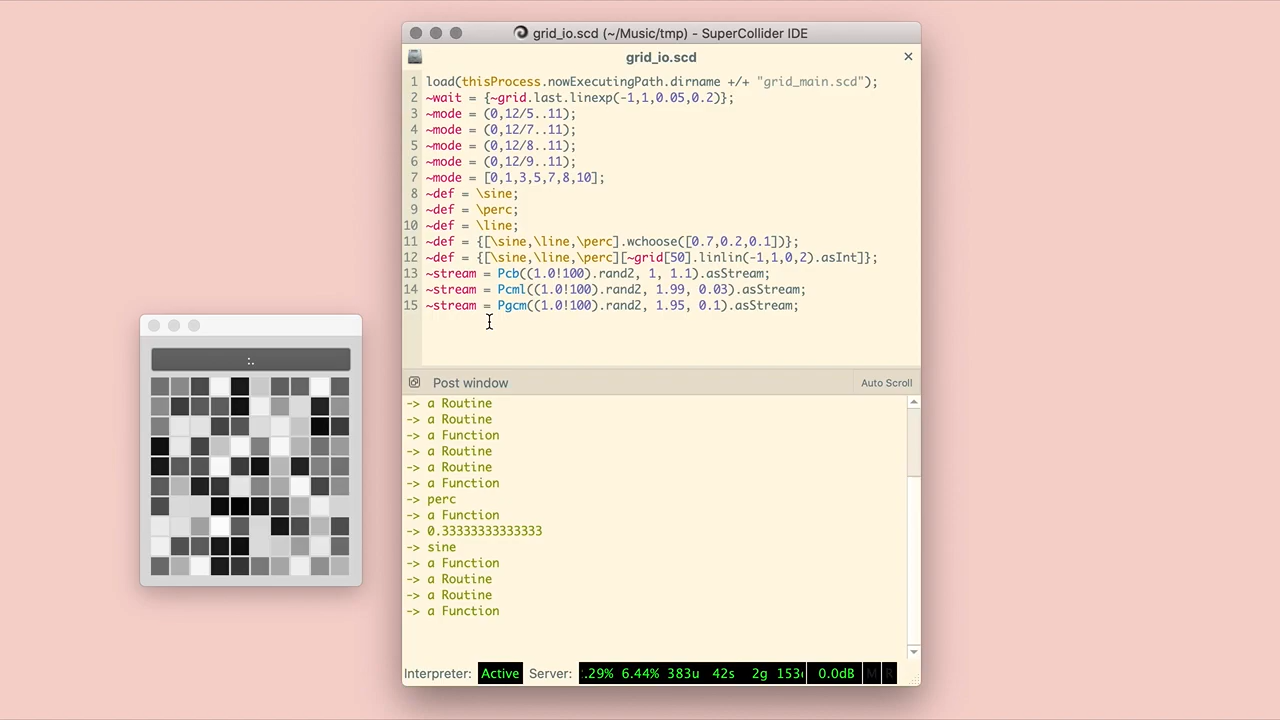 grid_io.scd (~/Music/tmp) - SuperCollider IDE
grid_io.scd
1 load(thisProcess.nowExecutingPath.dirname +/+ "grid_main.scd");
2 ~wait = {~grid.last.linexp(-1,1,0.05,0.2)};
3 ~mode = (0,12/5..11);
4 ~mode = (0,12/7..11);
5 ~mode = (0,12/8..11);
6 ~mode = (0,12/9..11);
7 ~mode = [0,1,3,5,7,8,10];
8 ~def = \sine;
9 ~def = \perc;
10 ~def = \line;
11 ~def = {[\sine,\line,\perc].wchoose([0.7,0.2,0.1])};
12 ~def = {[\sine,\line,\perc][~grid[50].linlin(-1,1,0,2).asInt]};
13 ~stream = Pcb((1.0!100).rand2, 1, 1.1).asStream;
14 ~stream = Pcml((1.0!100).rand2, 1.99, 0.03).asStream;
15 ~stream = Pgcm((1.0!100).rand2, 1.95, 0.1).asStream;
:.
Post window
Auto Scroll
-> a Routine
-> a Routine
-> a Function
-> a Routine
-> a Routine
-> a Function
-> perc
-> a Function
-> 0.33333333333333
-> sine
-> a Function
-> a Routine
-> a Routine
-> a Function
Interpreter: Active Server: .29% 6.44% 383u 42s 2g 153 0.0dB M R